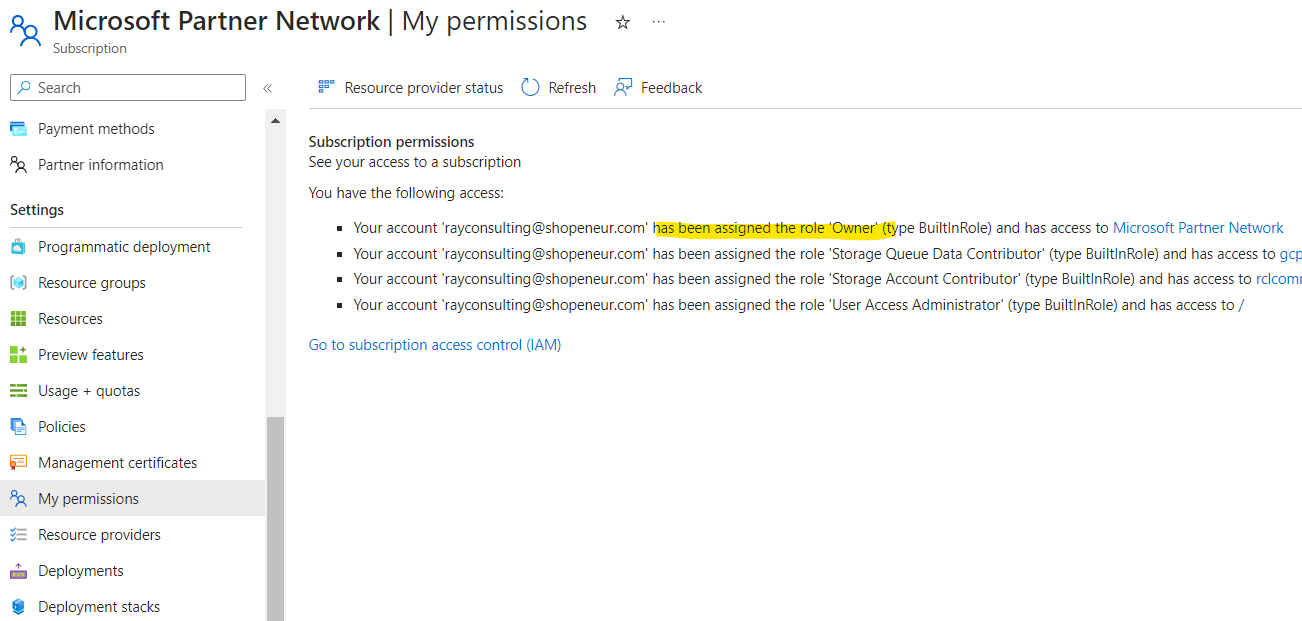 Microsoft Partner Network | My permissions
Subscription
Search
Payment methods
Partner information
Settings
Programmatic deployment
Resource groups
Resources
Preview features
Usage + quotas
Policies
Management certificates
My permissions
Resource providers
Deployments
Deployment stacks
Resource provider status Refresh Feedback
Subscription permissions
See your access to a subscription
You have the following access:
Your account 'rayconsulting@shopeneur.com' has been assigned the role 'Owner' (type BuiltInRole) and has access to Microsoft Partner Network
Your account 'rayconsulting@shopeneur.com' has been assigned the role 'Storage Queue Data Contributor' (type BuiltInRole) and has access to gcp
Your account 'rayconsulting@shopeneur.com' has been assigned the role 'Storage Account Contributor' (type BuiltInRole) and has access to rclcomm
Your account 'rayconsulting@shopeneur.com' has been assigned the role 'User Access Administrator' (type BuiltInRole) and has access to /
Go to subscription access control (IAM)